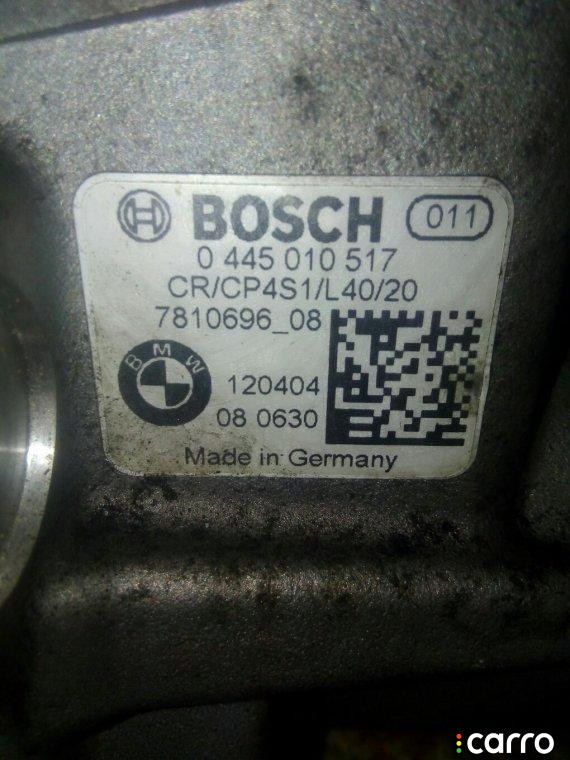 BOSCH 011
0 445 010 517
CR/CP4S1/L40/20
7810696_08
BMW
120404
08 0630
Made in Germany
carro